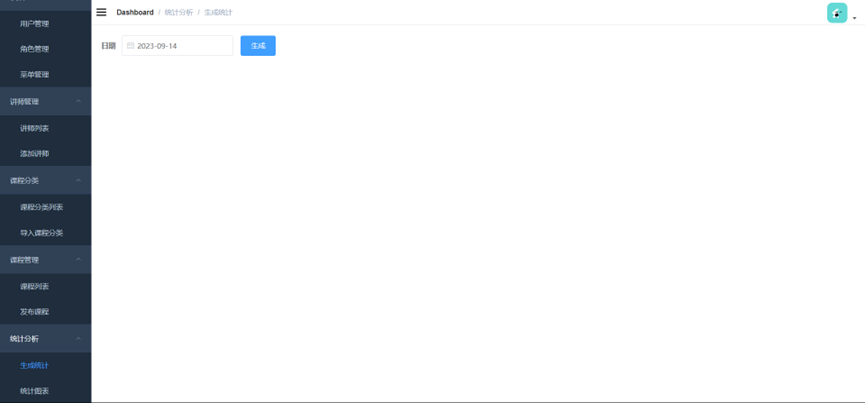 Dashboard / 统计分析 / 生成统计
日期 2023-09-14 生成
用户管理
角色管理
菜单管理
讲师管理
讲师列表
添加讲师
课程分类
课程分类列表
导入课程分类
课程管理
课程列表
发布课程
统计分析
生成统计
统计图表